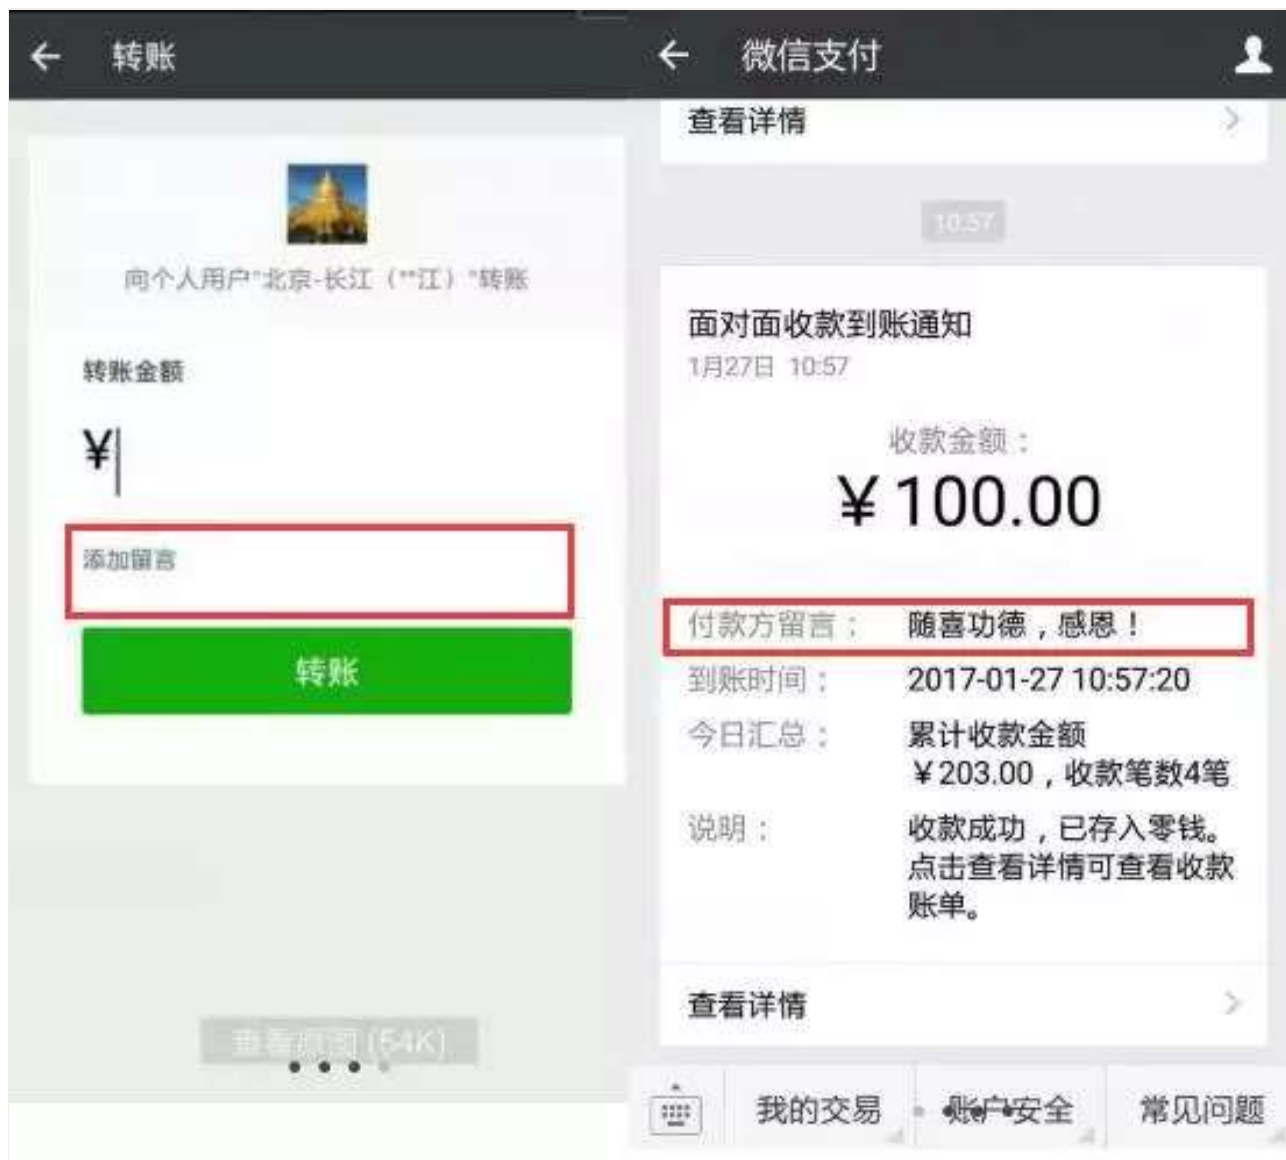 转账
向个人用户"北京-长江（**江）"转账
转账金额
¥
添加留言
转账
查看原图 (54K)
微信支付
查看详情
10:57
面对面收款到账通知
1月27日 10:57
收款金额：
¥100.00
付款方留言： 随喜功德，感恩！
到账时间： 2017-01-27 10:57:20
今日汇总： 累计收款金额
¥203.00，收款笔数4笔
说明： 收款成功，已存入零钱。
点击查看详情可查看收款
账单。
查看详情
我的交易 账户安全 常见问题